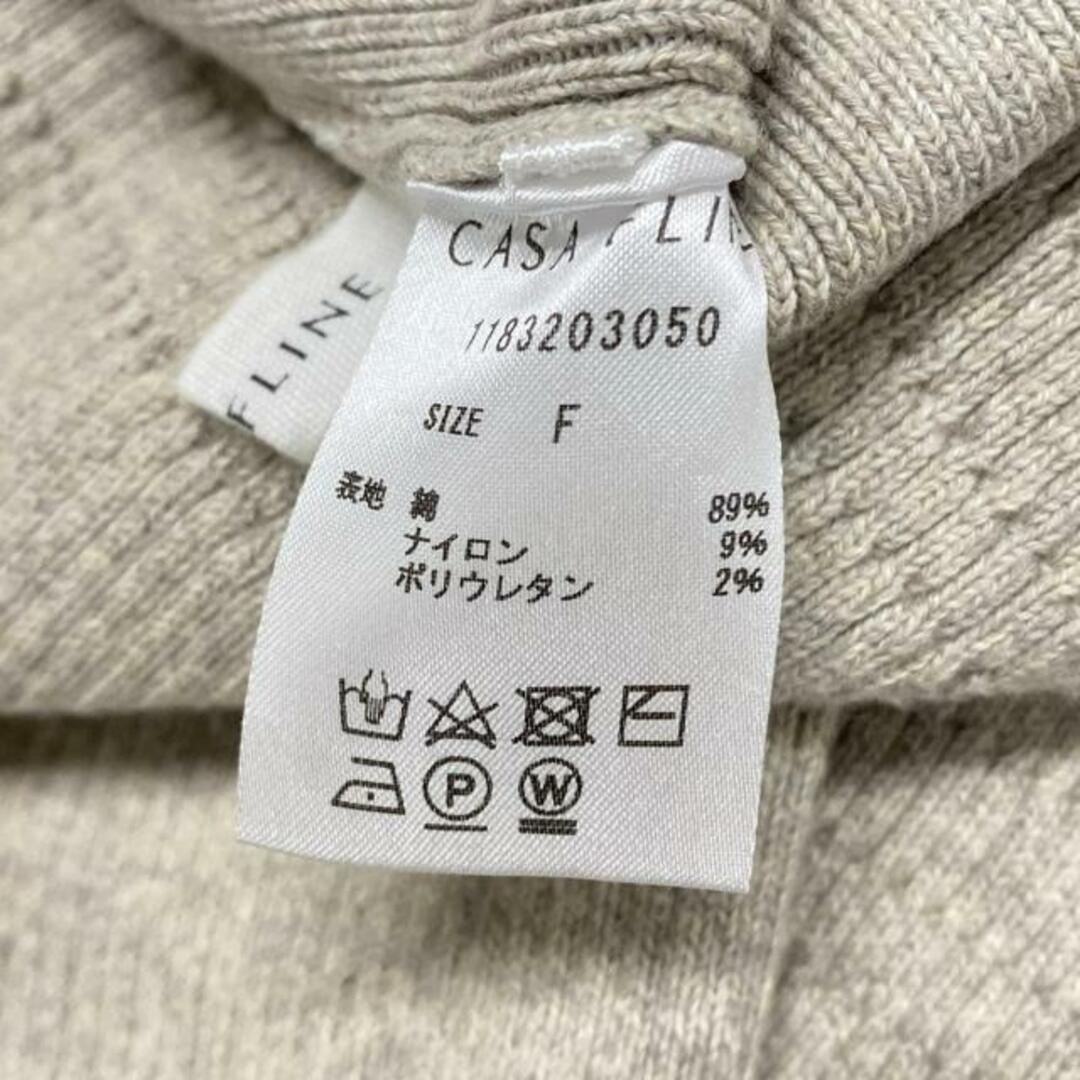 CASA FLINE
FLINE
1183203050
SIZE F
表地 綿 89%
ナイロン 9%
ポリウレタン 2%
P W